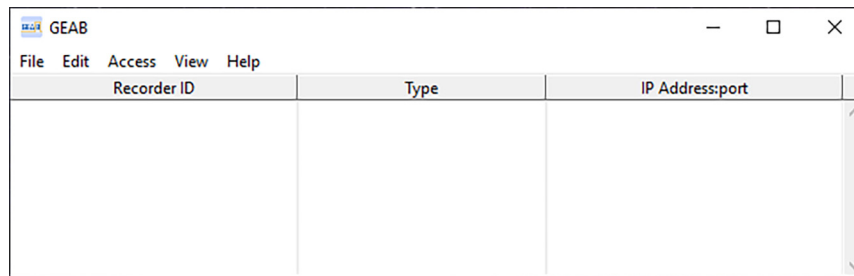 GEAB
File Edit Access View Help
Recorder ID Type IP Address:port